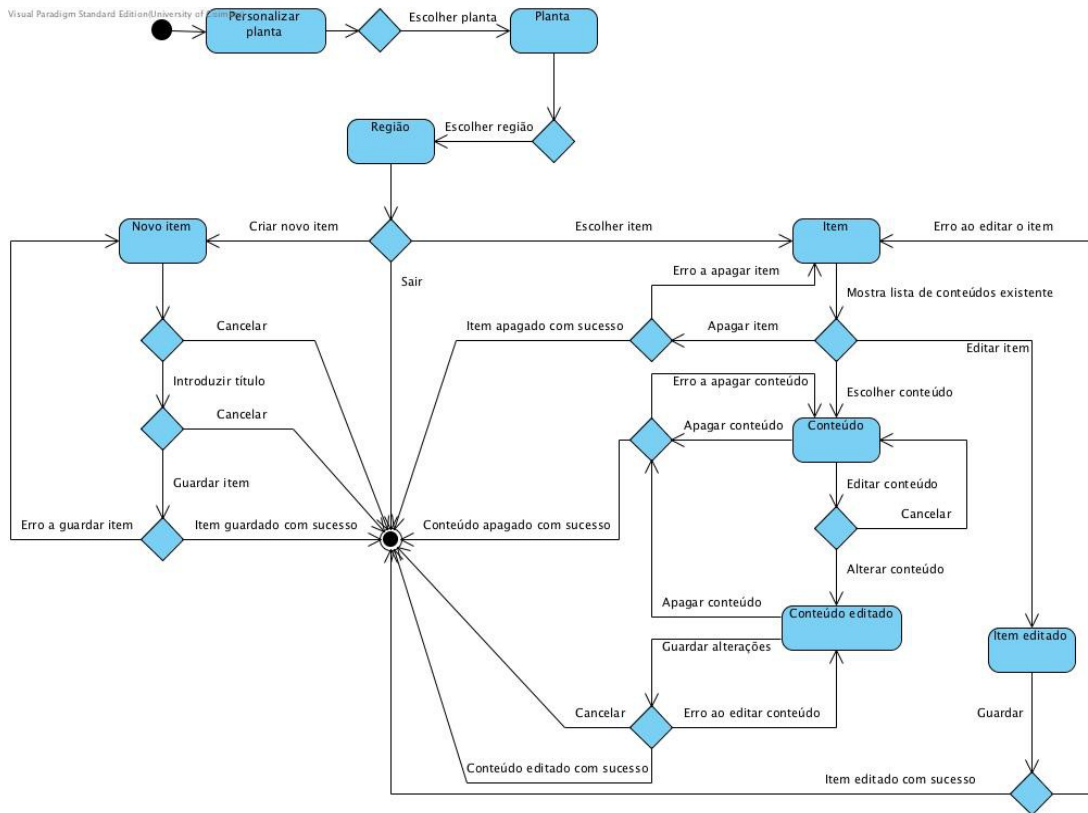 Visual Paradigm Standard Edition(University of
Personalizar
planta
Escolher planta
Planta
Região
Escolher região
Novo item
Criar novo item
Escolher item
Item
Erro ao editar o item
Sair
Erro a apagar item
Mostra lista de conteúdos existente
Cancelar
Item apagado com sucesso
Apagar item
Editar item
Introduzir título
Erro a apagar conteúdo
Escolher conteúdo
Cancelar
Apagar conteúdo
Conteúdo
Guardar item
Editar conteúdo
Erro a guardar item
Item guardado com sucesso
Conteúdo apagado com sucesso
Cancelar
Alterar conteúdo
Apagar conteúdo
Conteúdo editado
Guardar alterações
Item editado
Cancelar
Erro ao editar conteúdo
Guardar
Conteúdo editado com sucesso
Item editado com sucesso